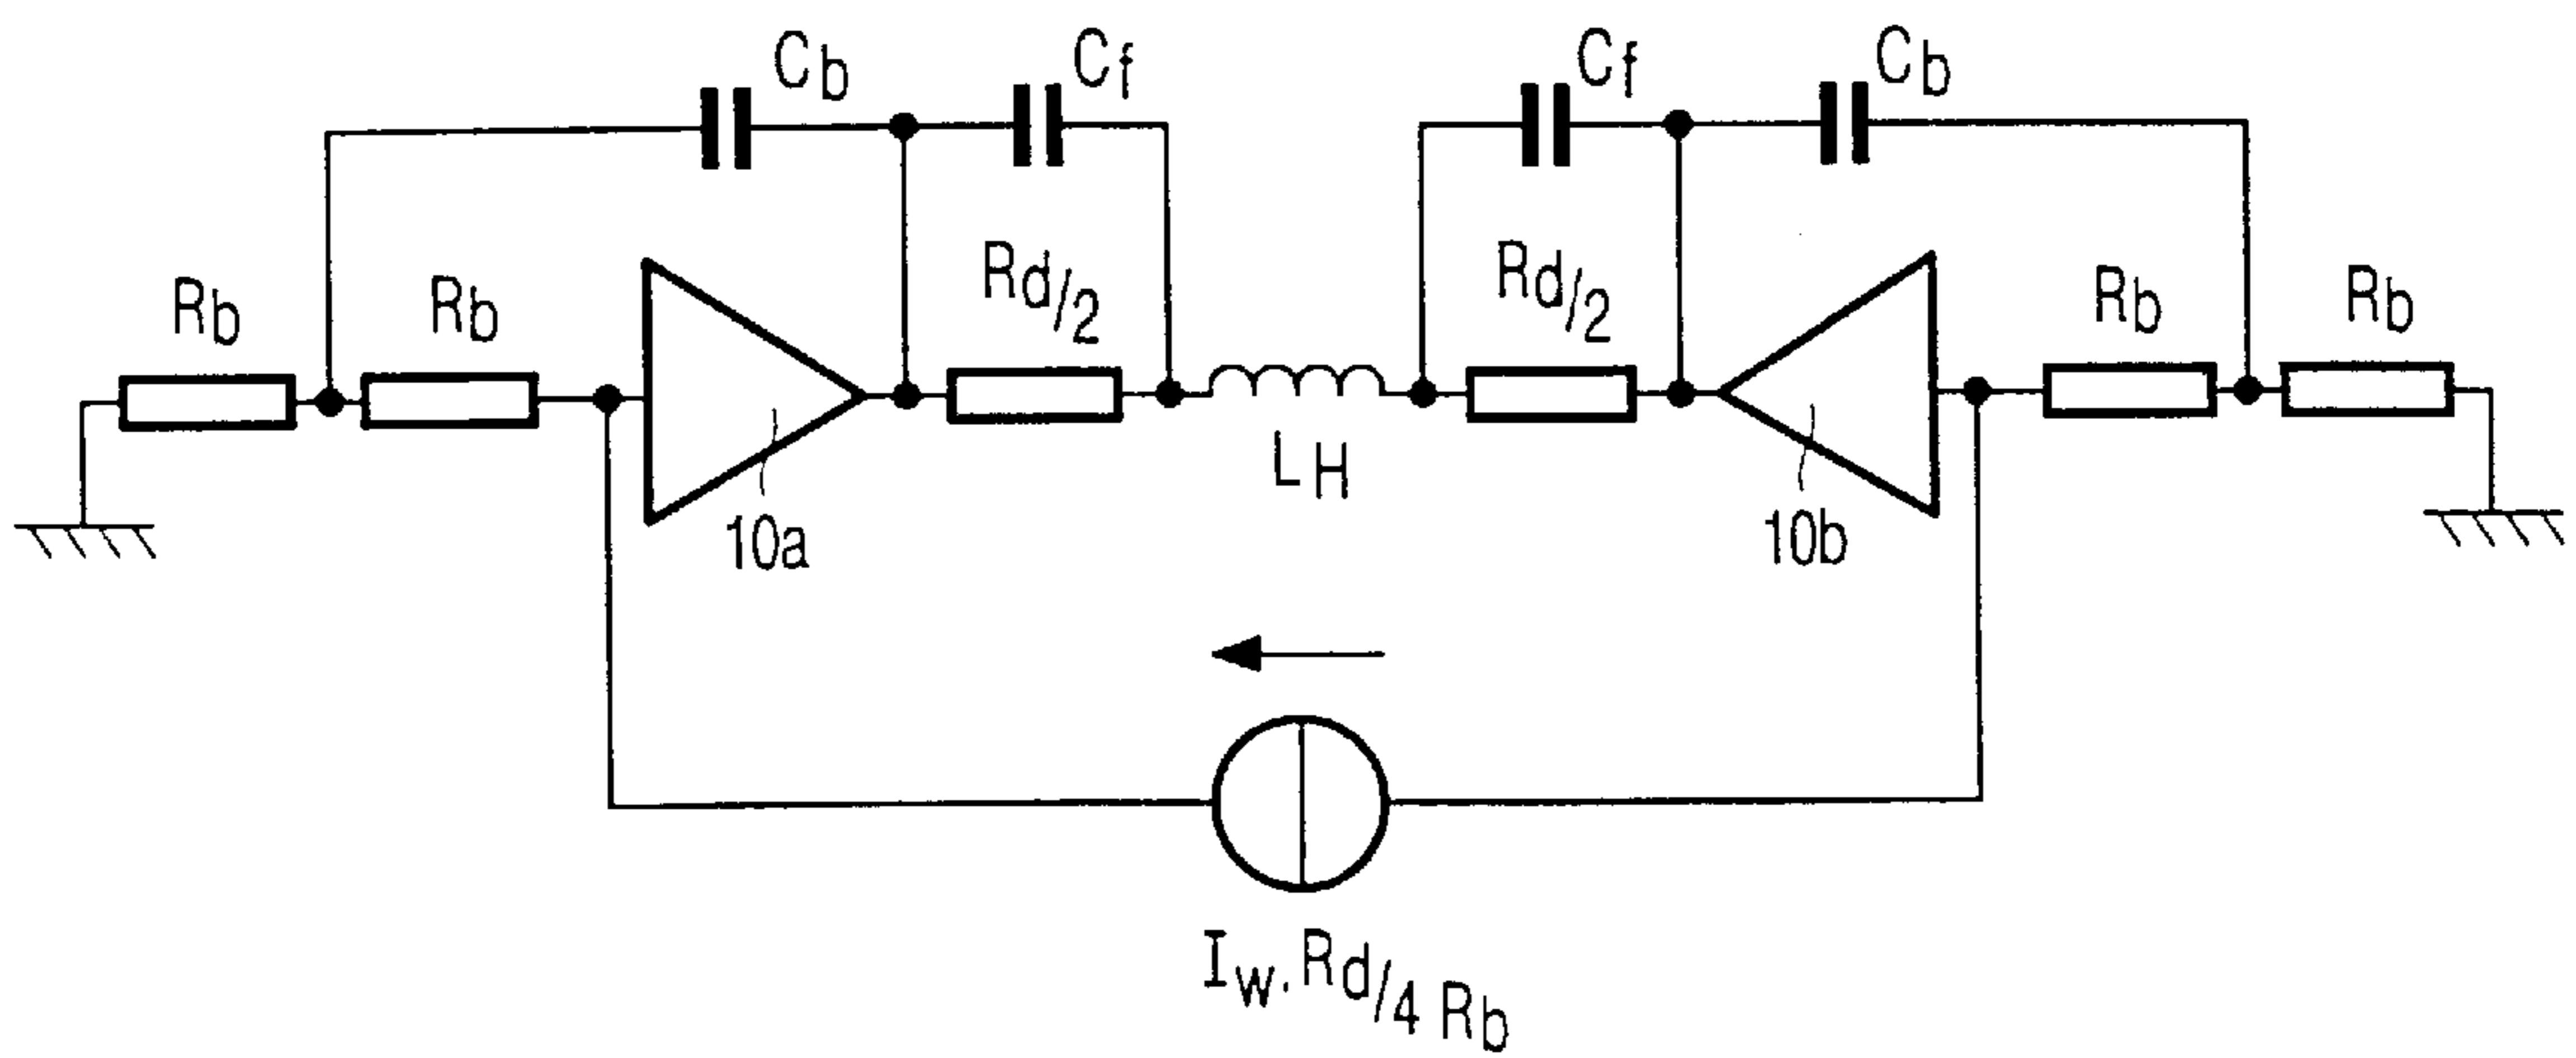 Cb Cf Cf Cb
Rb Rb Rd/2 Rd/2 Rb Rb
LH
10a 10b
Iw.Rd/4 Rb